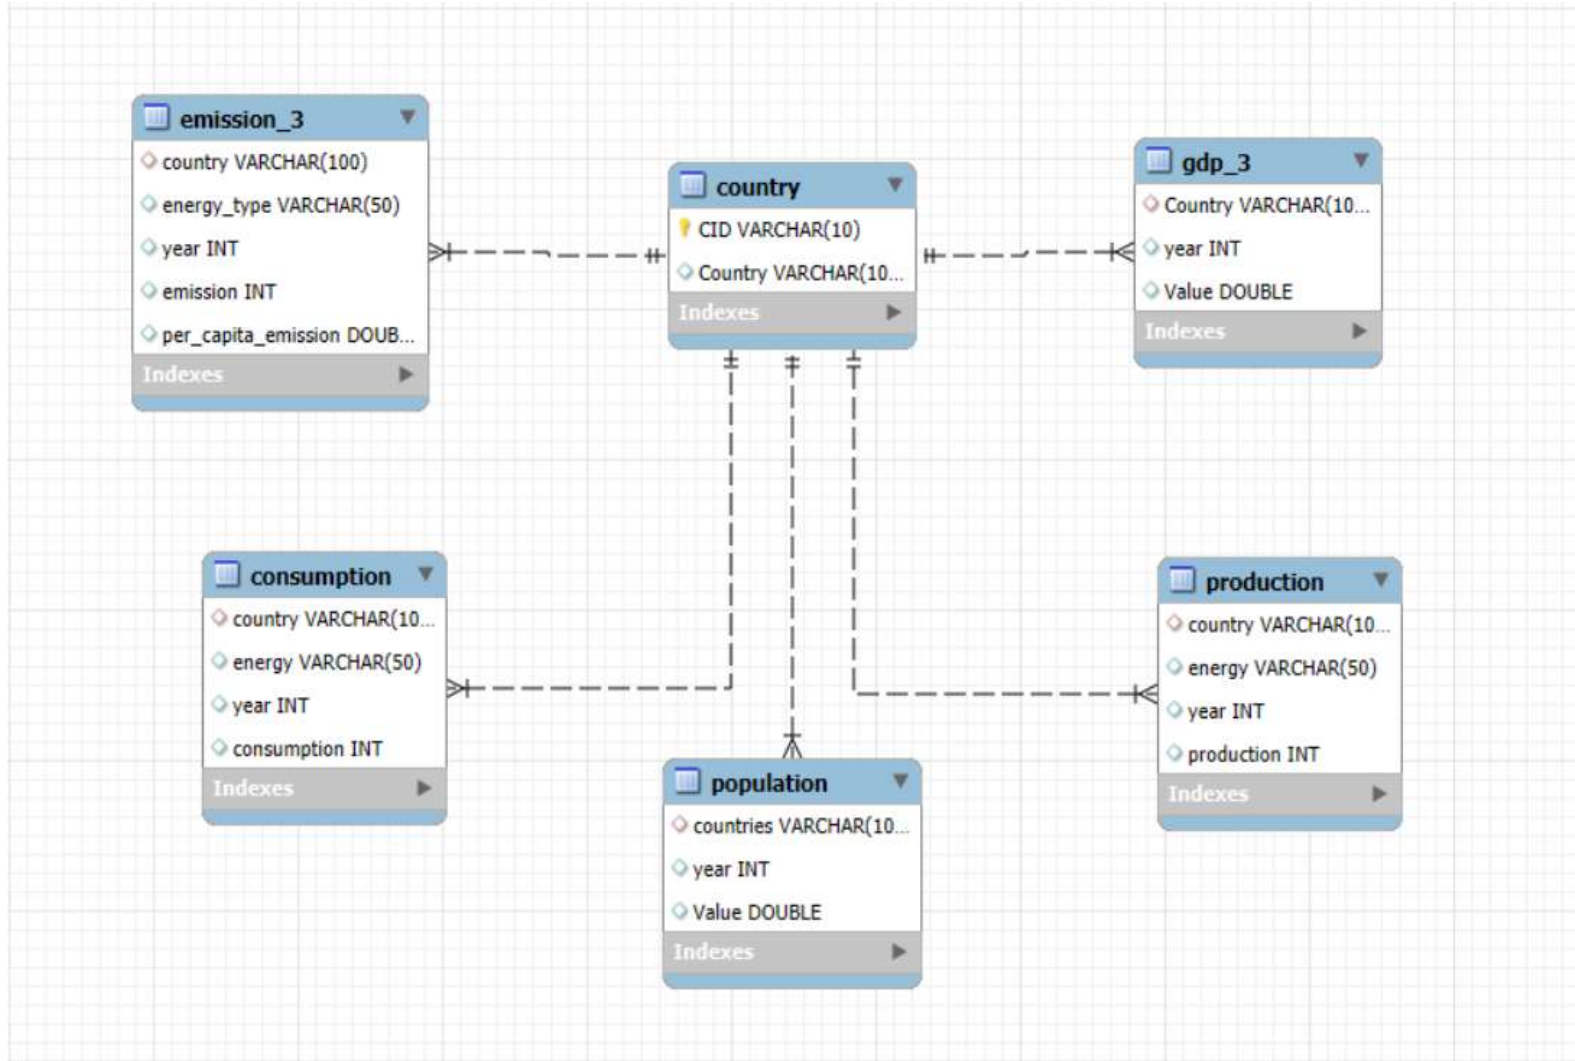 emission_3
country VARCHAR(100)
energy_type VARCHAR(50)
year INT
emission INT
per_capita_emission DOUB...
Indexes
country
CID VARCHAR(10)
Country VARCHAR(10...
Indexes
gdp_3
Country VARCHAR(10...
year INT
Value DOUBLE
Indexes
consumption
country VARCHAR(10...
energy VARCHAR(50)
year INT
consumption INT
Indexes
population
countries VARCHAR(10...
year INT
Value DOUBLE
Indexes
production
country VARCHAR(10...
energy VARCHAR(50)
year INT
production INT
Indexes